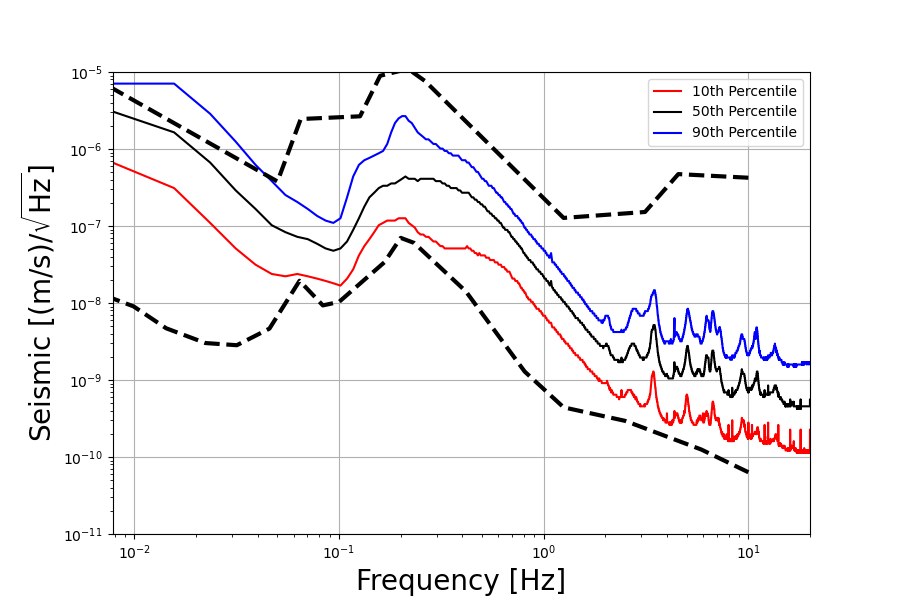 10⁻⁵
10⁻⁶
10⁻⁷
10⁻⁸
10⁻⁹
10⁻¹⁰
10⁻¹¹
Seismic [(m/s)/√Hz]
10th Percentile
50th Percentile
90th Percentile
10⁻² 10⁻¹ 10⁰ 10¹
Frequency [Hz]